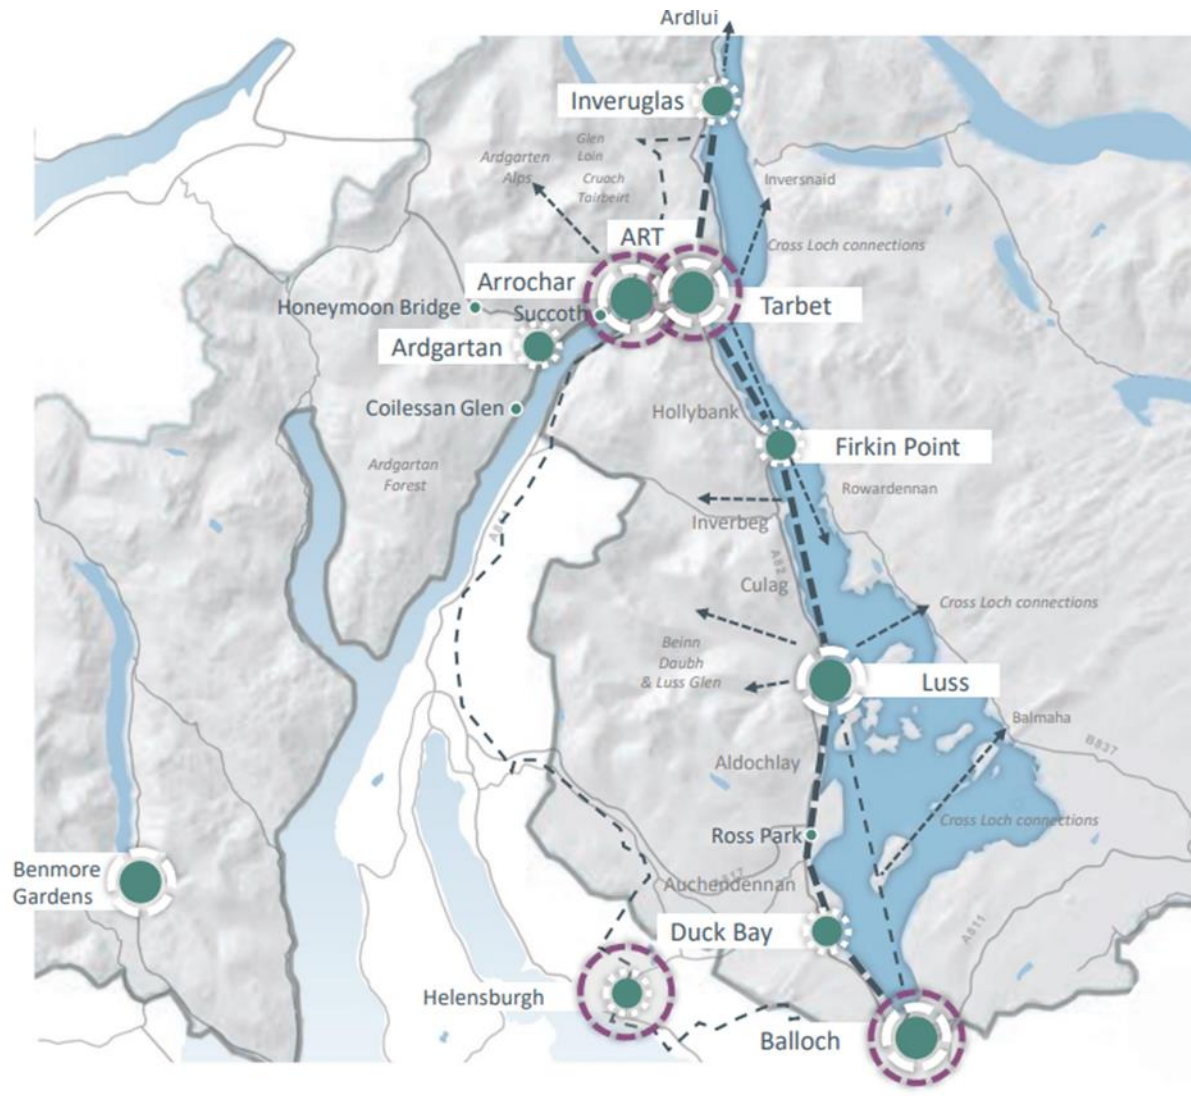 Ardlui
Inveruglas
Glen
Loin
Cruach
Tairbeirt
Ardgarten
Alps
Inversnaid
ART
Cross Loch connections
Arrochar
Tarbet
Honeymoon Bridge
Succoth
Ardgartan
Coilessan Glen
Hollybank
Firkin Point
Ardgartan
Forest
Rowardennan
Inverbeg
A82
Culag
Cross Loch connections
Beinn
Daubh
& Luss Glen
Luss
Balmaha
B837
Aldochlay
Cross Loch connections
Ross Park
Benmore
Gardens
Auchendennan
A811
Duck Bay
Helensburgh
Balloch